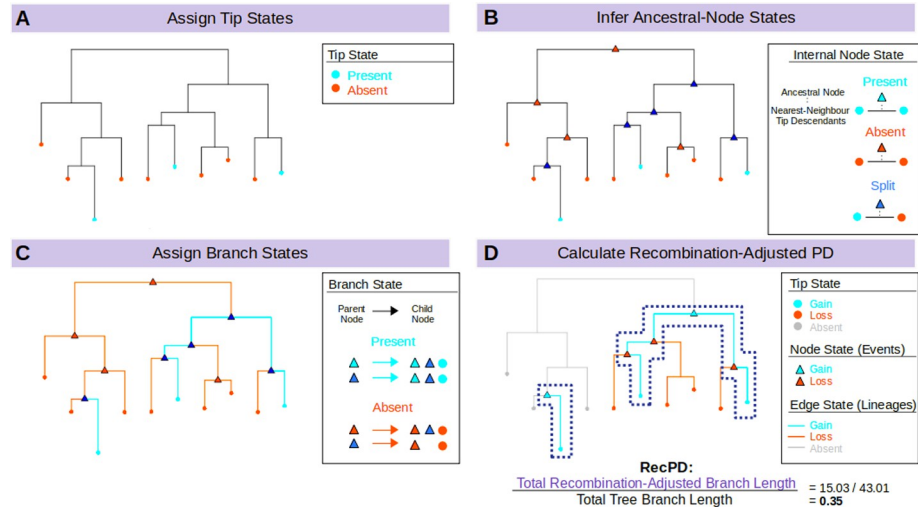 A
Assign Tip States
Tip State
Present
Absent
B
Infer Ancestral-Node States
Internal Node State
Ancestral Node
Nearest-Neighbour
Tip Descendants
Present
Absent
Split
C
Assign Branch States
Branch State
Parent
Node
Child
Node
Present
Absent
D
Calculate Recombination-Adjusted PD
Tip State
Gain
Loss
Absent
Node State (Events)
Gain
Loss
Edge State (Lineages)
Gain
Loss
Absent
RecPD:
Total Recombination-Adjusted Branch Length
Total Tree Branch Length
= 15.03 / 43.01
= 0.35